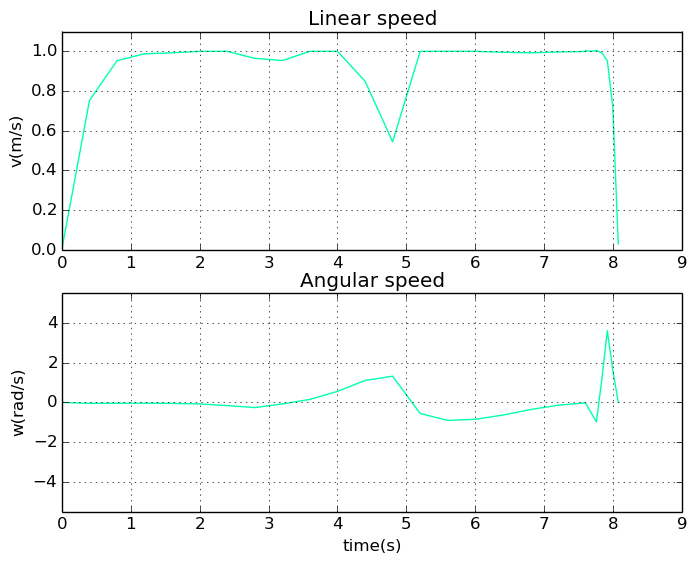 Linear speed
1.0
0.8
0.6
0.4
0.2
0.0
v(m/s)
0 1 2 3 4 5 6 7 8 9
Angular speed
4
2
0
−2
−4
w(rad/s)
0 1 2 3 4 5 6 7 8 9
time(s)